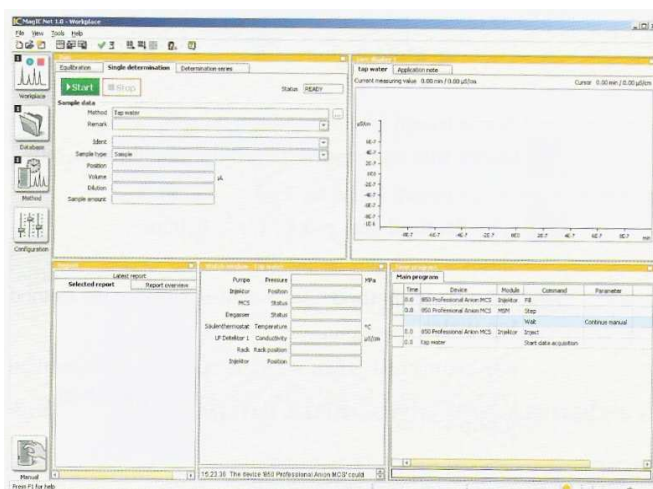 MagIC Net 1.0 - Workplace
File View Tools Help
Workplace
Database
Method
Configuration
Manual
Run
Equilibration Single determination Determination series
Start Stop Status READY
Sample data
Method Tap water
Remark
Ident
Sample type Sample
Position
Volume µL
Dilution
Sample amount
tap water Application note
Current measuring value 0.00 min / 0.00 µS/cm Cursor 0.00 min / 0.00 µS/cm
µS/cm
min
Latest report
Selected report Report overview
Pumpe Pressure MPa
Injektor Position
MCS Status
Degasser Status
Säulenthermostat Temperature °C
LF Detektor 1 Conductivity µS/cm
Rack Rack position
Injektor Position
15:23:36 The device '850 Professional Anion MCS' could
Time program
Main program
Time Device Module Command Parameter
0.0 850 Professional Anion MCS Injektor Fill
0.0 850 Professional Anion MCS MSM Step
Wait Continue manual
0.0 850 Professional Anion MCS Injektor Inject
0.0 tap water Start data acquisition
Press F1 for help